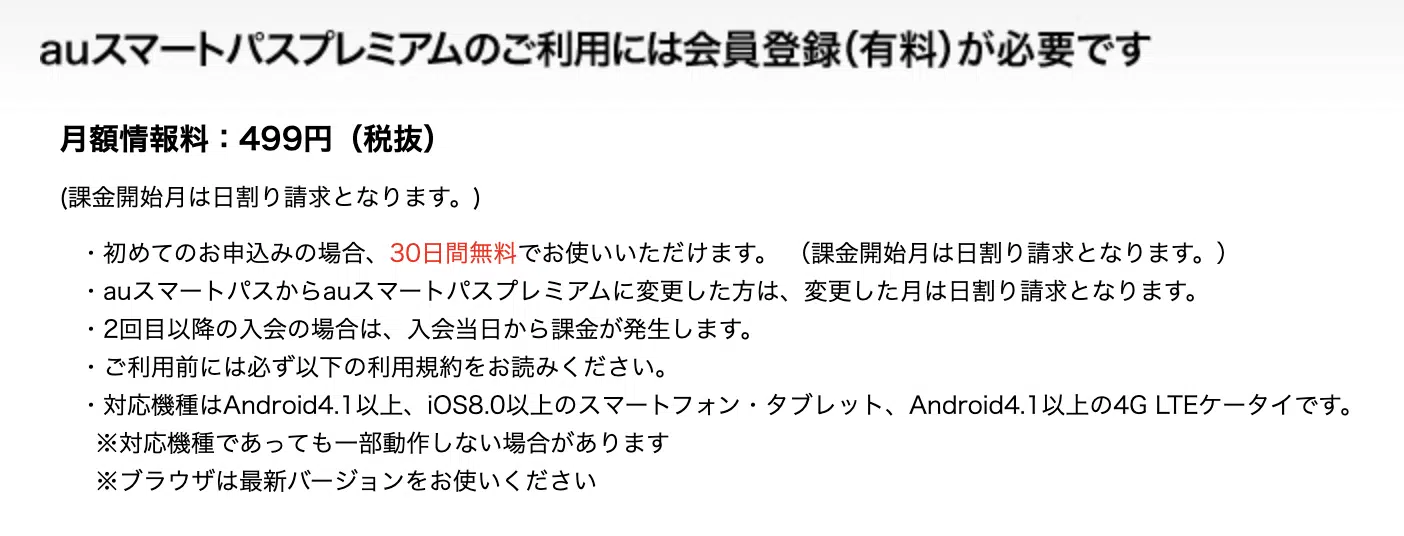 auスマートパスプレミアムのご利用には会員登録(有料)が必要です
月額情報料：499円（税抜）
(課金開始月は日割り請求となります。)
・初めてのお申込みの場合、30日間無料でお使いいただけます。 （課金開始月は日割り請求となります。）
・auスマートパスからauスマートパスプレミアムに変更した方は、変更した月は日割り請求となります。
・2回目以降の入会の場合は、入会当日から課金が発生します。
・ご利用前には必ず以下の利用規約をお読みください。
・対応機種はAndroid4.1以上、iOS8.0以上のスマートフォン・タブレット、Android4.1以上の4G LTEケータイです。
※対応機種であっても一部動作しない場合があります
※ブラウザは最新バージョンをお使いください